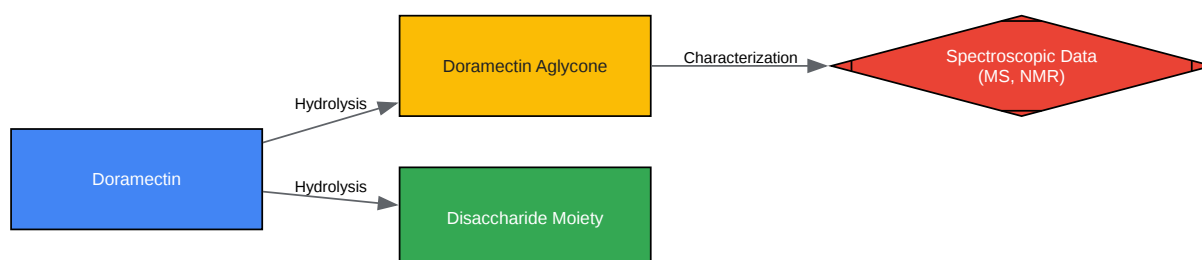 Doramectin
Hydrolysis
Hydrolysis
Doramectin Aglycone
Disaccharide Moiety
Characterization
Spectroscopic Data
(MS, NMR)